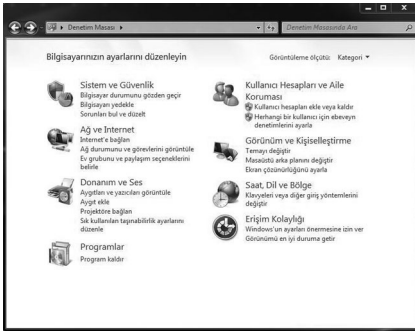 Denetim Masası
Denetim Masasında Ara
Bilgisayarınızın ayarlarını düzenleyin
Görüntüleme ölçütü: Kategori
Sistem ve Güvenlik
Bilgisayar durumunu gözden geçir
Bilgisayarı yedekle
Sorunları bul ve düzelt
Ağ ve Internet
Internet'e bağlan
Ağ durumunu ve görevlerini görüntüle
Ev grubunu ve paylaşım seçeneklerini
belirle
Donanım ve Ses
Aygıtları ve yazıcıları görüntüle
Aygıt ekle
Projektöre bağlan
Sık kullanılan taşınabilirlik ayarlarını
düzenle
Programlar
Program kaldır
Kullanıcı Hesapları ve Aile
Koruması
Kullanıcı hesapları ekle veya kaldır
Herhangi bir kullanıcı için ebeveyn
denetimlerini ayarla
Görünüm ve Kişiselleştirme
Temayı değiştir
Masaüstü arka planını değiştir
Ekran çözünürlüğünü ayarla
Saat, Dil ve Bölge
Klavyeleri veya diğer giriş yöntemlerini
değiştir
Erişim Kolaylığı
Windows'un ayarları önermesine izin ver
Görünümü en iyi duruma getir